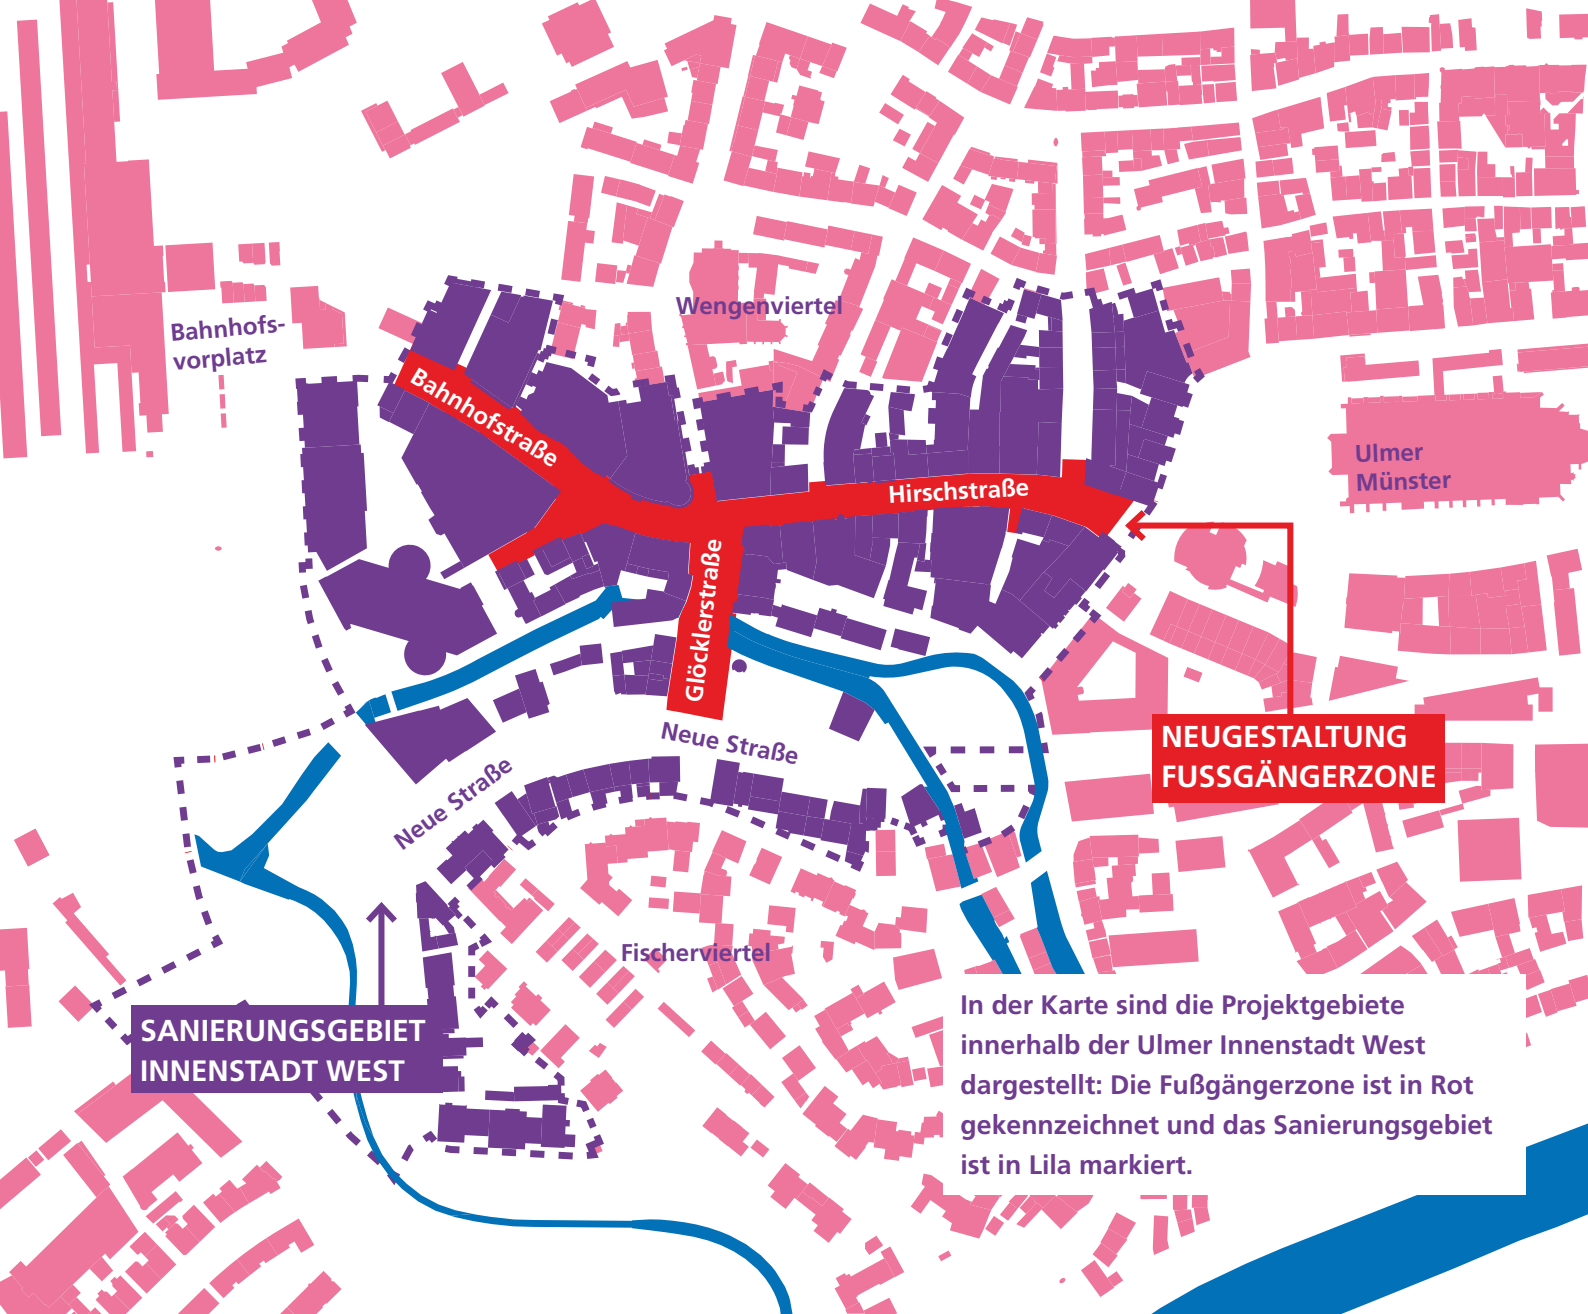 Wengenviertel
Bahnhofs-
vorplatz
Bahnhofstraße
Ulmer
Münster
Hirschstraße
Glöcklerstraße
Neue Straße
NEUGESTALTUNG
FUSSGÄNGERZONE
Neue Straße
Fischerviertel
SANIERUNGSGEBIET
INNENSTADT WEST
In der Karte sind die Projektgebiete
innerhalb der Ulmer Innenstadt West
dargestellt: Die Fußgängerzone ist in Rot
gekennzeichnet und das Sanierungsgebiet
ist in Lila markiert.